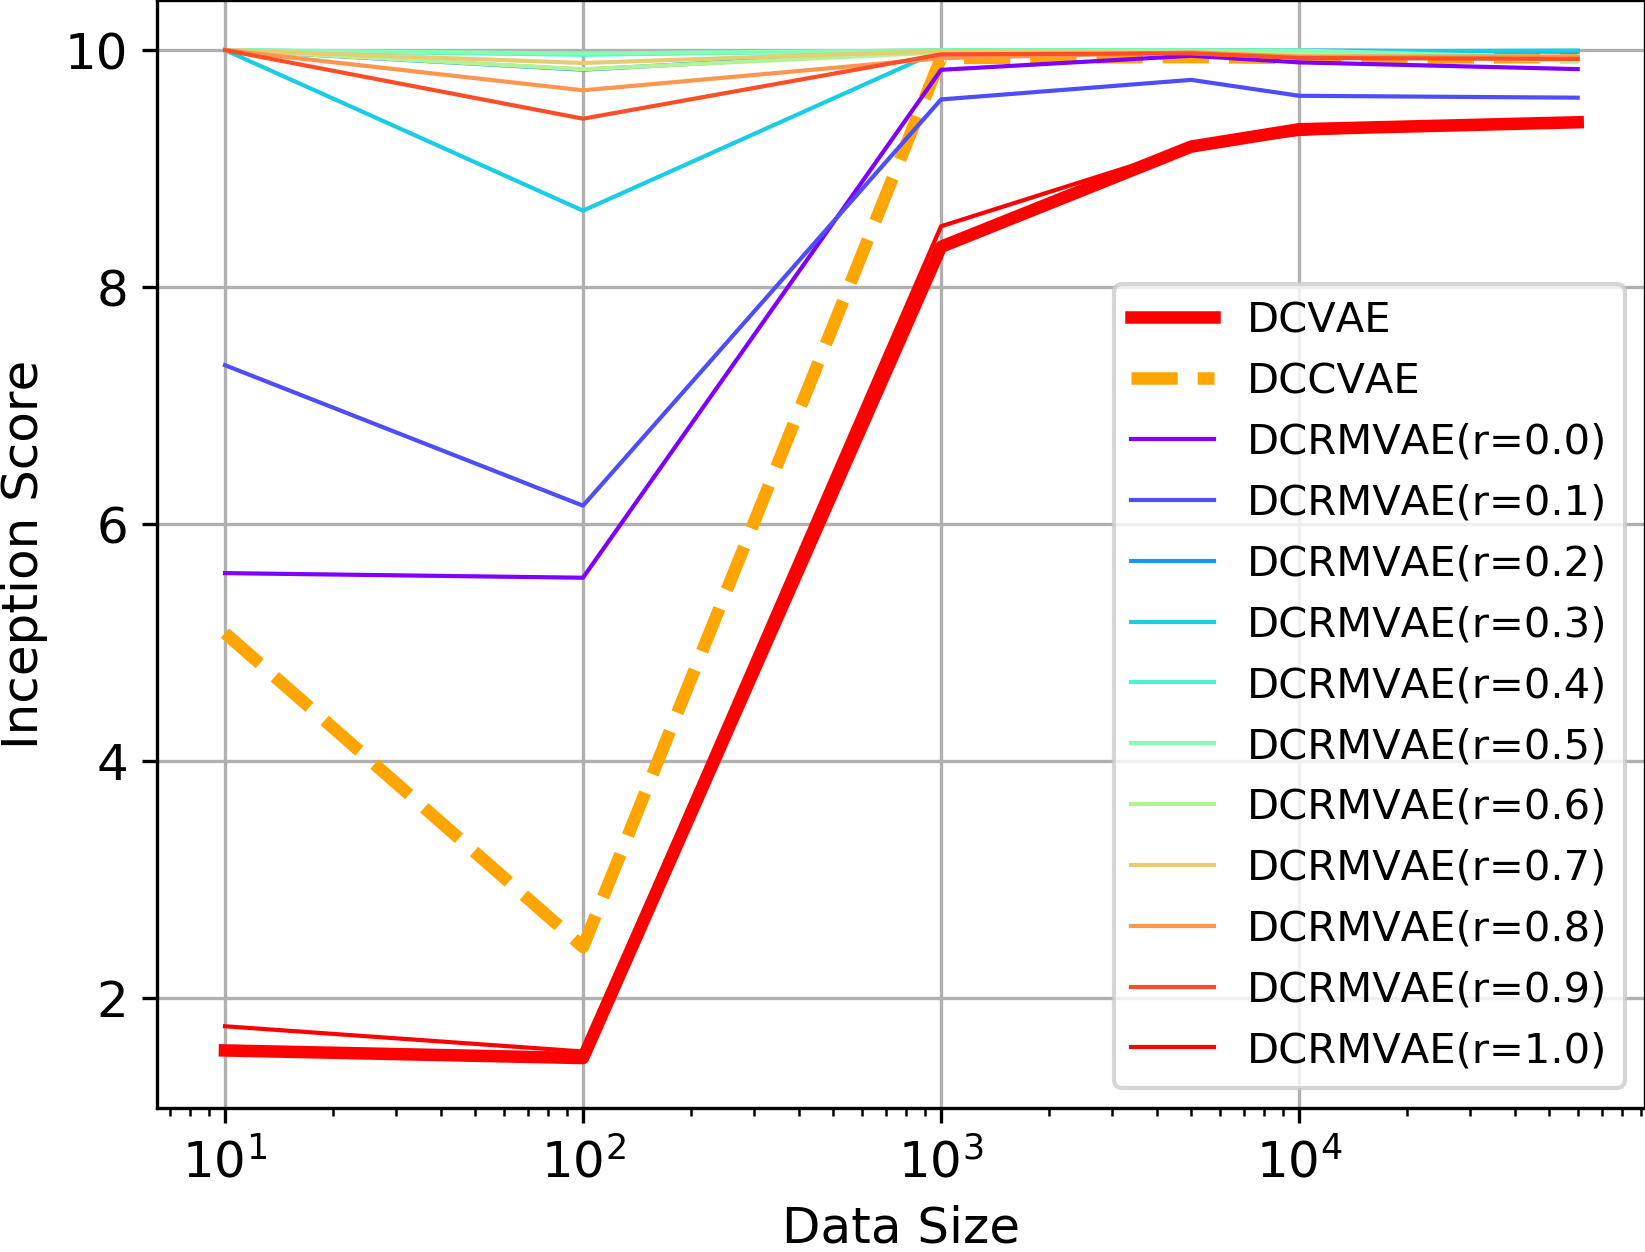 10
8
6
4
2
Inception Score
DCVAE
DCCVAE
DCRMVAE(r=0.0)
DCRMVAE(r=0.1)
DCRMVAE(r=0.2)
DCRMVAE(r=0.3)
DCRMVAE(r=0.4)
DCRMVAE(r=0.5)
DCRMVAE(r=0.6)
DCRMVAE(r=0.7)
DCRMVAE(r=0.8)
DCRMVAE(r=0.9)
DCRMVAE(r=1.0)
10¹ 10² 10³ 10⁴
Data Size